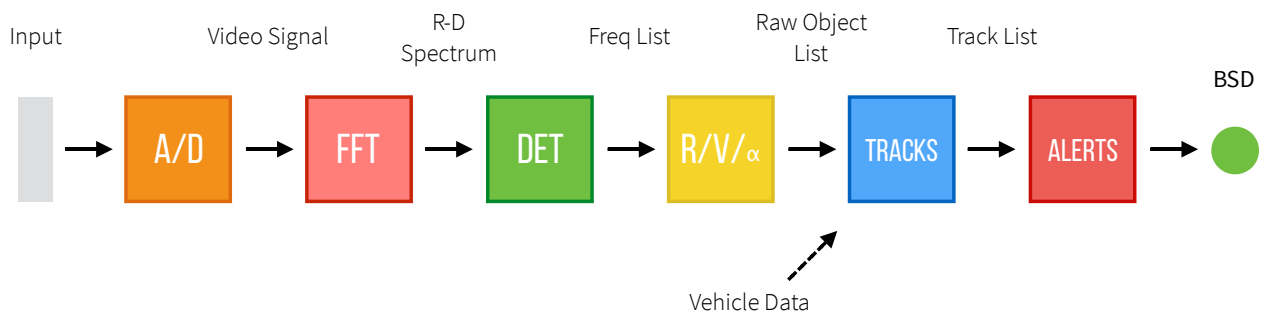 Input
Video Signal
R-D
Spectrum
Freq List
Raw Object
List
Track List
BSD
A/D
FFT
DET
R/V/α
TRACKS
ALERTS
Vehicle Data